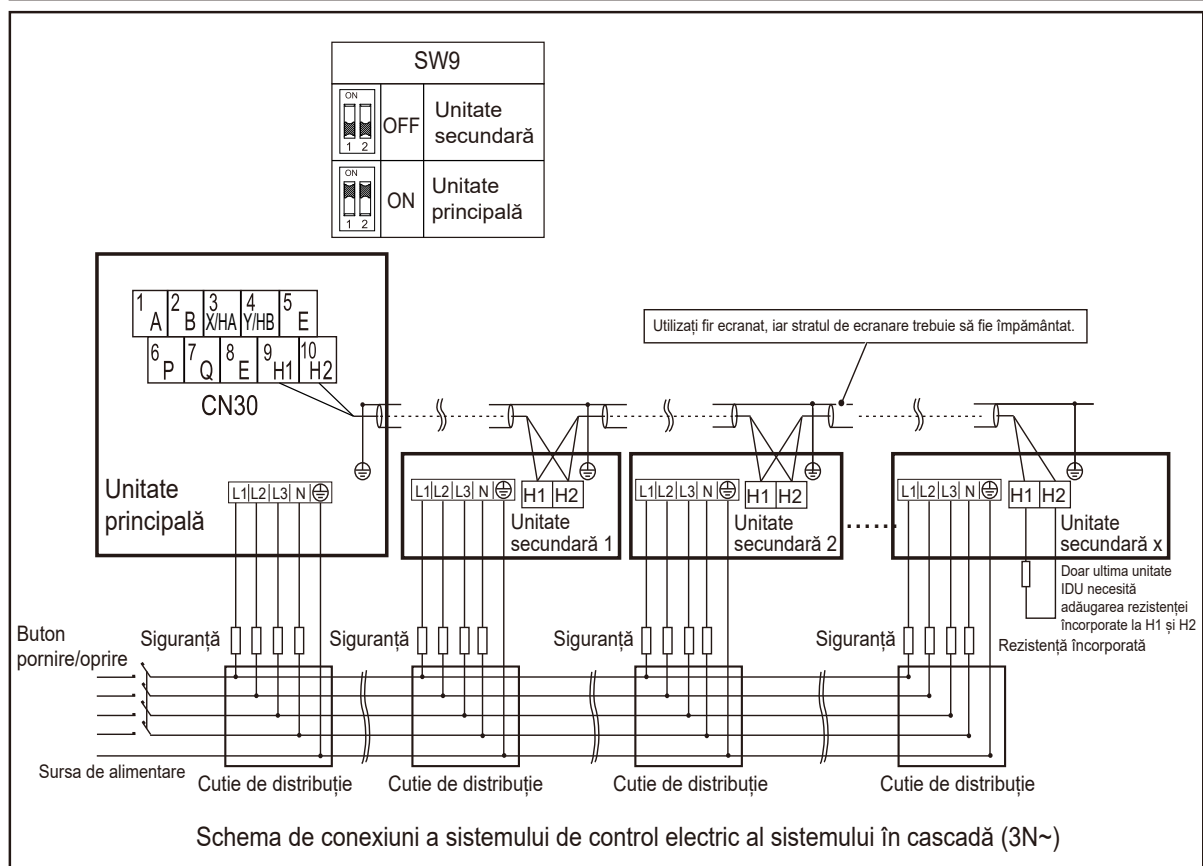 SW9
ON
1 2
OFF
Unitate
secundară
ON
1 2
ON
Unitate
principală
1 A 2 B 3 X/HA 4 Y/HB 5 E
6 P 7 Q 8 E 9 H1 10 H2
CN30
Utilizați fir ecranat, iar stratul de ecranare trebuie să fie împământat.
Unitate
principală
L1 L2 L3 N
L1 L2 L3 N
H1 H2
Unitate
secundară 1
L1 L2 L3 N
H1 H2
Unitate
secundară 2
......
L1 L2 L3 N
H1 H2
Unitate
secundară x
Doar ultima unitate
IDU necesită
adăugarea rezistenței
încorporate la H1 și H2
Rezistență încorporată
Buton
pornire/oprire
Siguranță
Siguranță
Siguranță
Siguranță
Sursa de alimentare
Cutie de distribuție
Cutie de distribuție
Cutie de distribuție
Cutie de distribuție
Schema de conexiuni a sistemului de control electric al sistemului în cascadă (3N~)